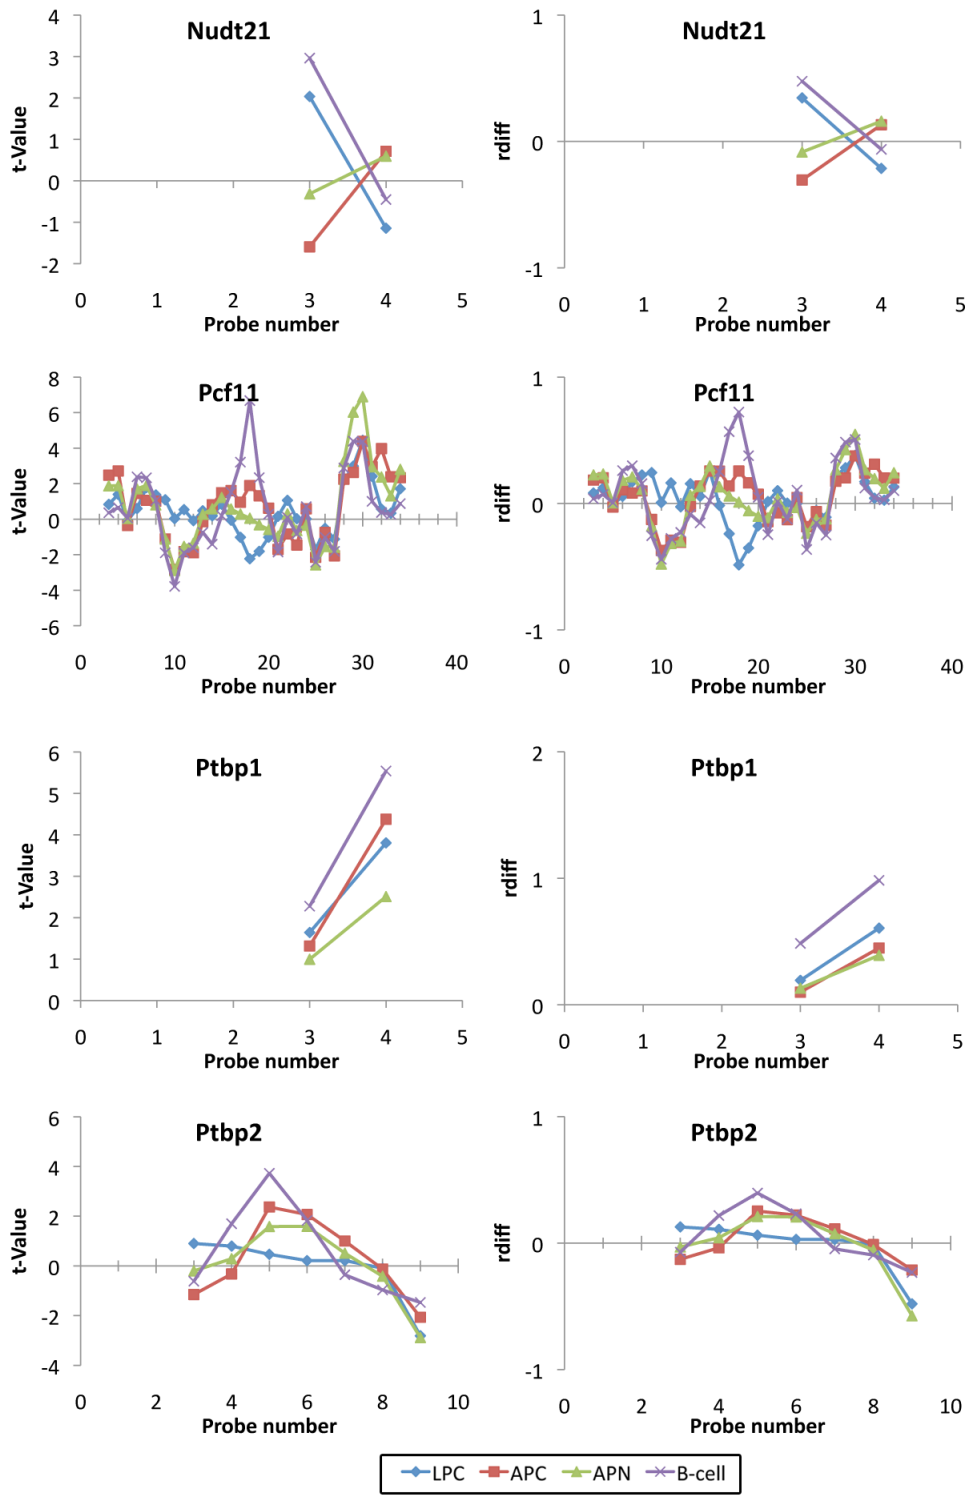 Nudt21
t-Value
4
3
2
1
0
-1
-2
0 1 2 3 4 5
Probe number
Nudt21
rdiff
1
0
-1
0 1 2 3 4 5
Probe number
Pcf11
t-Value
8
6
4
2
0
-2
-4
-6
0 10 20 30 40
Probe number
Pcf11
rdiff
1
0
-1
0 10 20 30 40
Probe number
Ptbp1
t-Value
6
5
4
3
2
1
0
0 1 2 3 4 5
Probe number
Ptbp1
rdiff
2
1
0
0 1 2 3 4 5
Probe number
Ptbp2
t-Value
6
4
2
0
-2
-4
0 2 4 6 8 10
Probe number
Ptbp2
rdiff
1
0
-1
0 2 4 6 8 10
Probe number
LPC APC APN B-cell